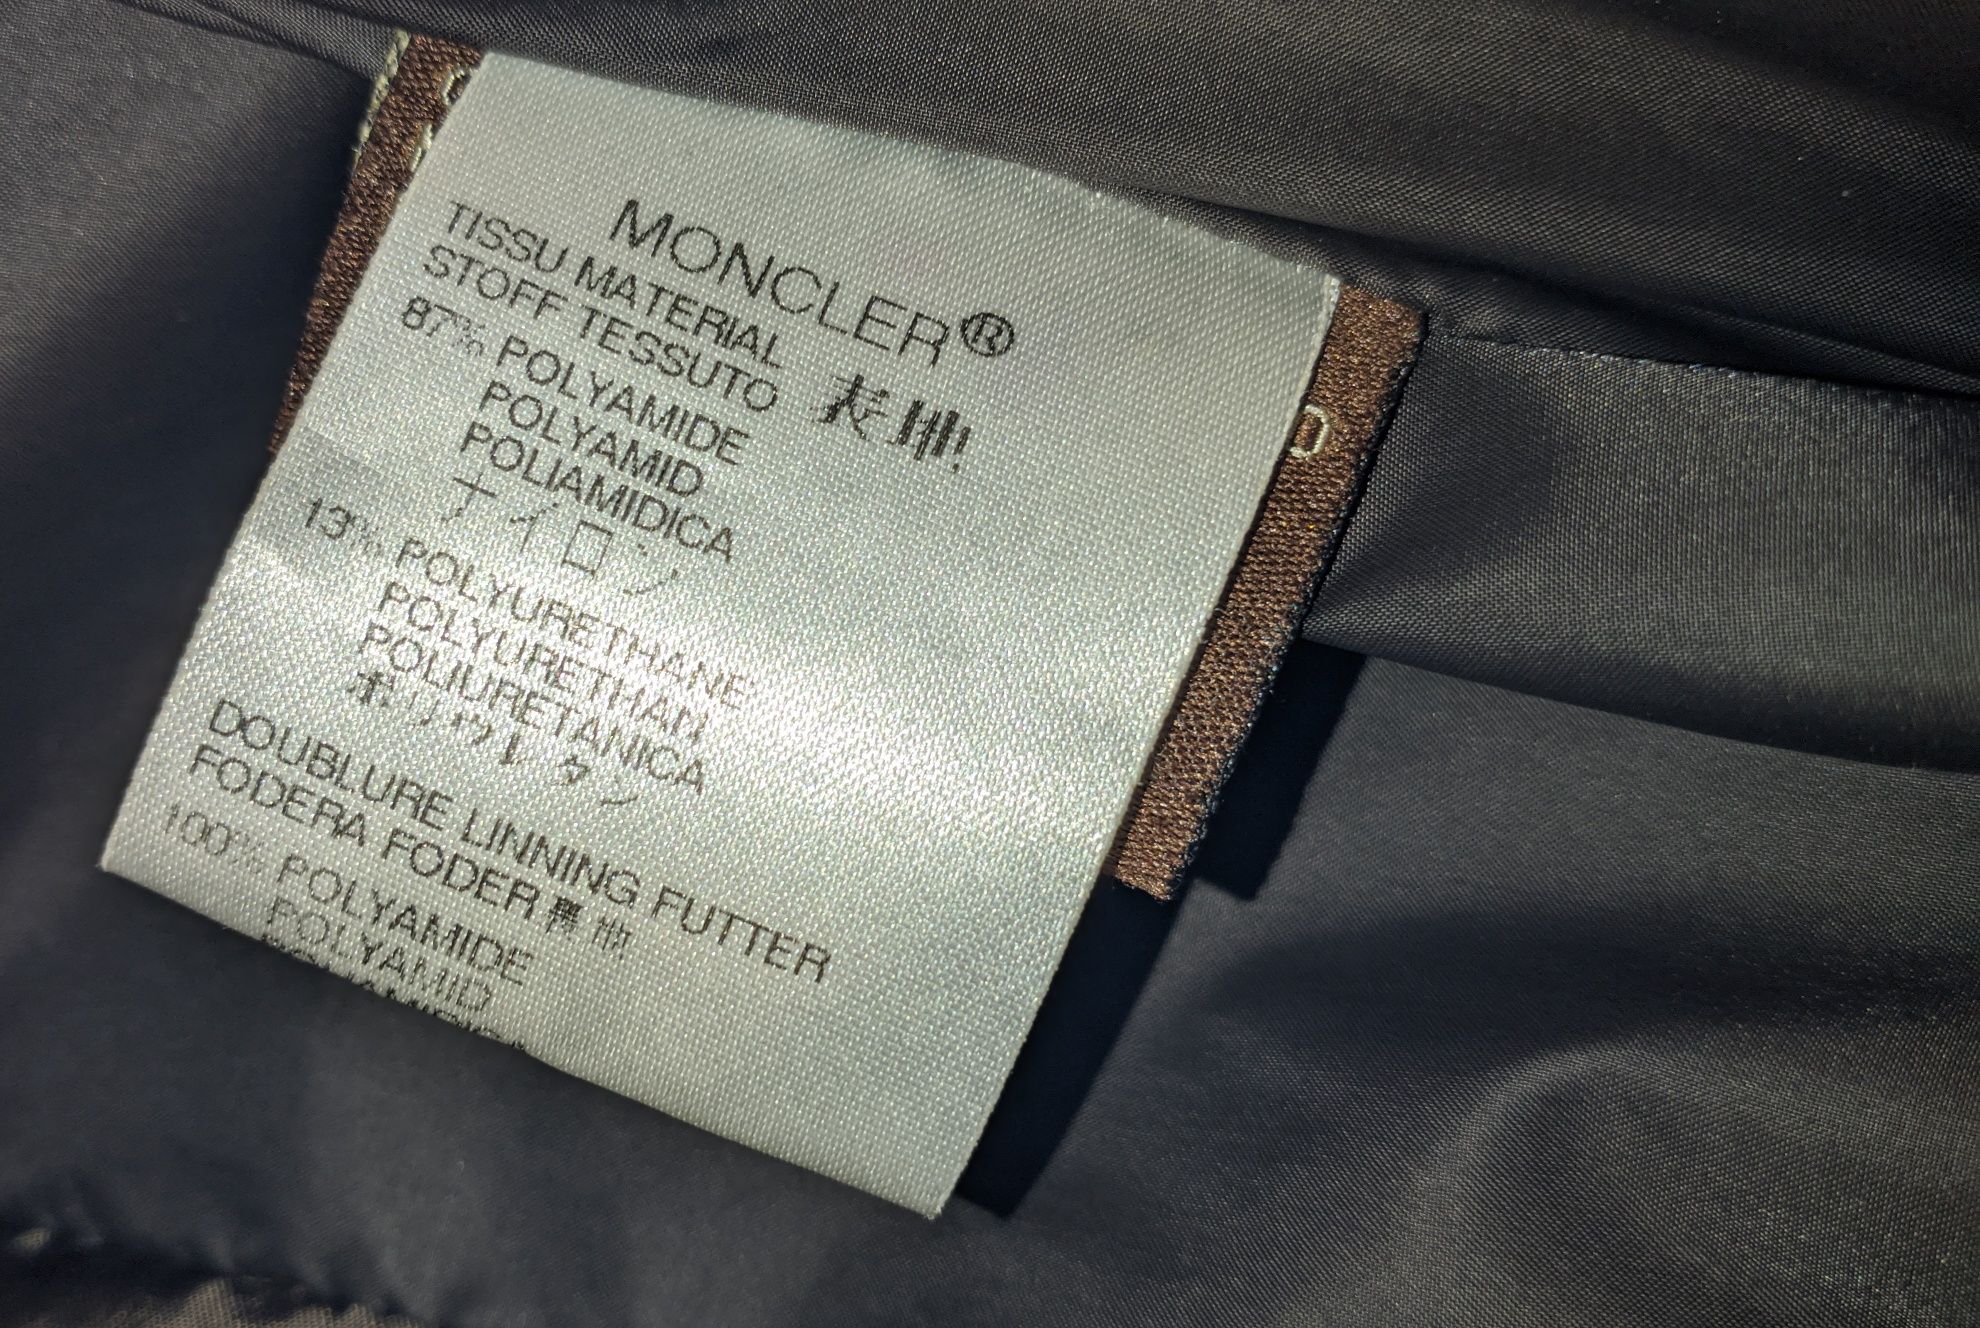 MONCLER®
TISSU MATERIAL
STOFF TESSUTO 表地
87% POLYAMIDE
POLYAMID
POLIAMIDICA
ナイロン
13% POLYURETHANE
POLYURETHAN
POLIURETANICA
ポリウレタン
DOUBLURE LINNING FUTTER
FODERA FODER 裏地
100% POLYAMIDE
POLYAMID